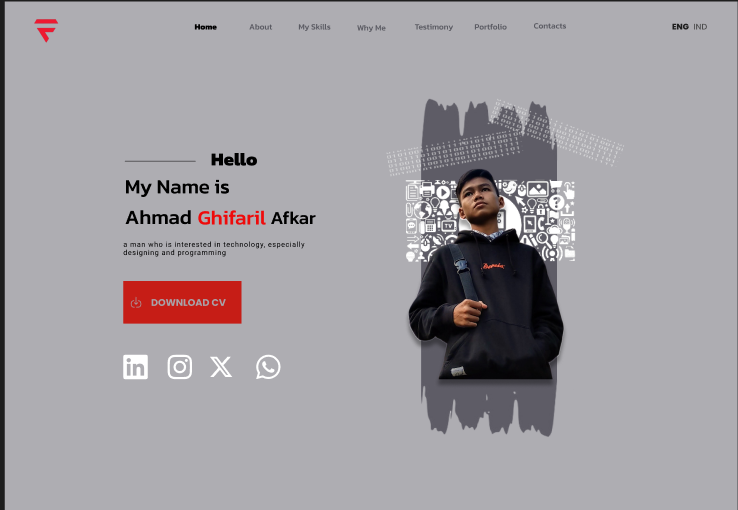 Home About My Skills Why Me Testimony Portfolio Contacts ENG IND
Hello
My Name is
Ahmad Ghifaril Afkar
a man who is interested in technology, especially
designing and programming
DOWNLOAD CV